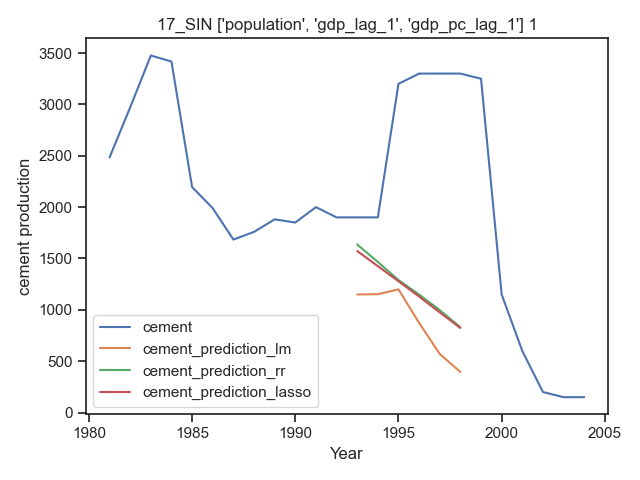 17_SIN ['population', 'gdp_lag_1', 'gdp_pc_lag_1'] 1
3500
3000
2500
2000
1500
1000
500
0
cement production
cement
cement_prediction_lm
cement_prediction_rr
cement_prediction_lasso
1980 1985 1990 1995 2000 2005
Year